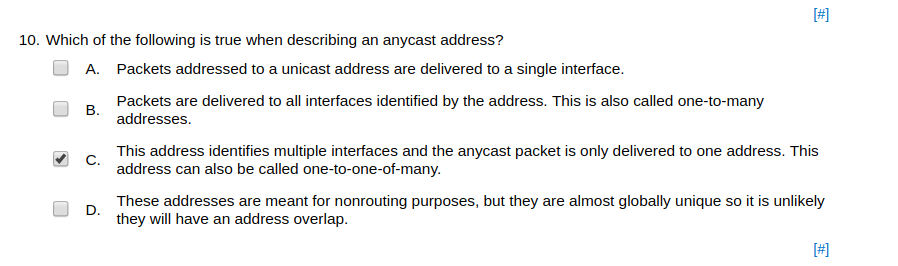 [#]
10. Which of the following is true when describing an anycast address?
A. Packets addressed to a unicast address are delivered to a single interface.
B. Packets are delivered to all interfaces identified by the address. This is also called one-to-many
addresses.
C. This address identifies multiple interfaces and the anycast packet is only delivered to one address. This
address can also be called one-to-one-of-many.
D. These addresses are meant for nonrouting purposes, but they are almost globally unique so it is unlikely
they will have an address overlap.
[#]